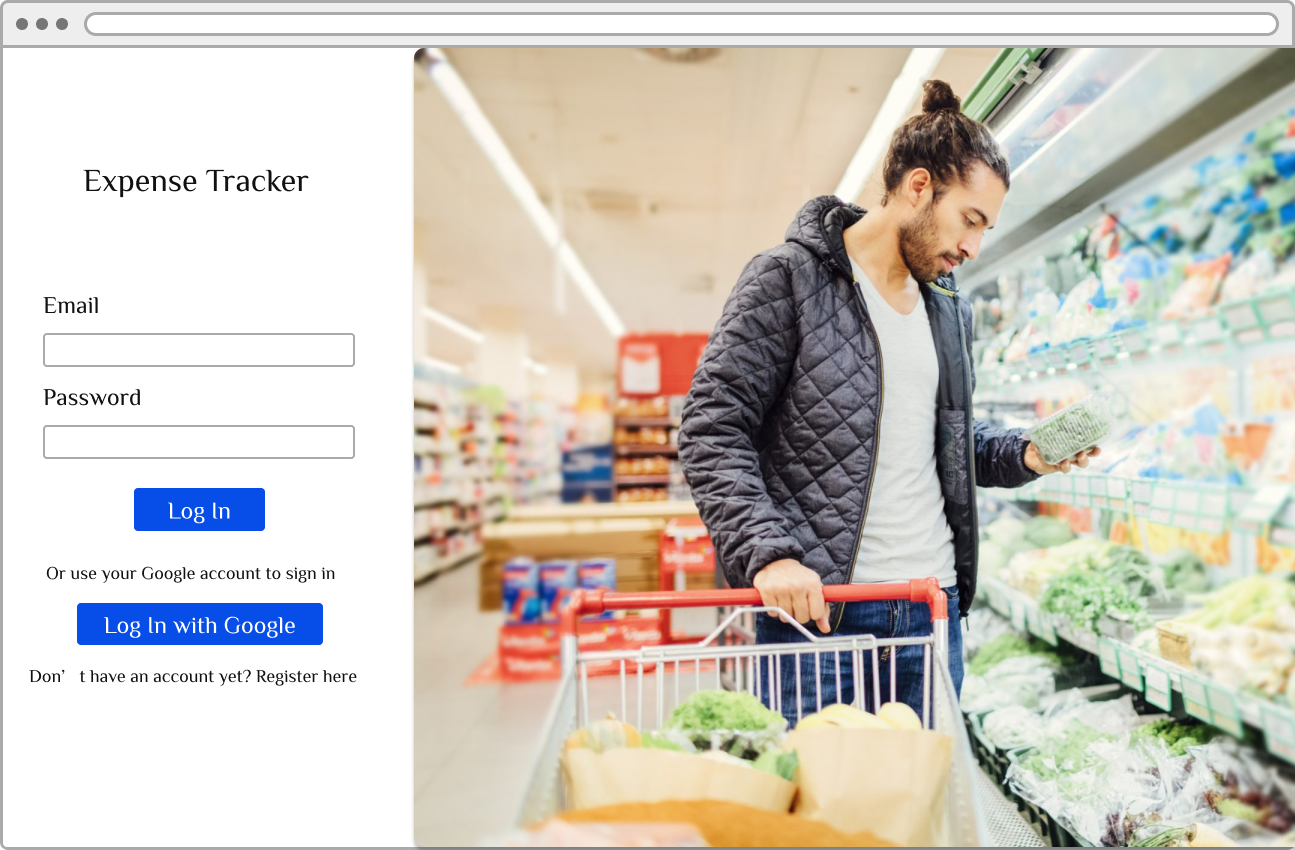 Expense Tracker
Email
Password
Log In
Or use your Google account to sign in
Log In with Google
Don’ t have an account yet? Register here